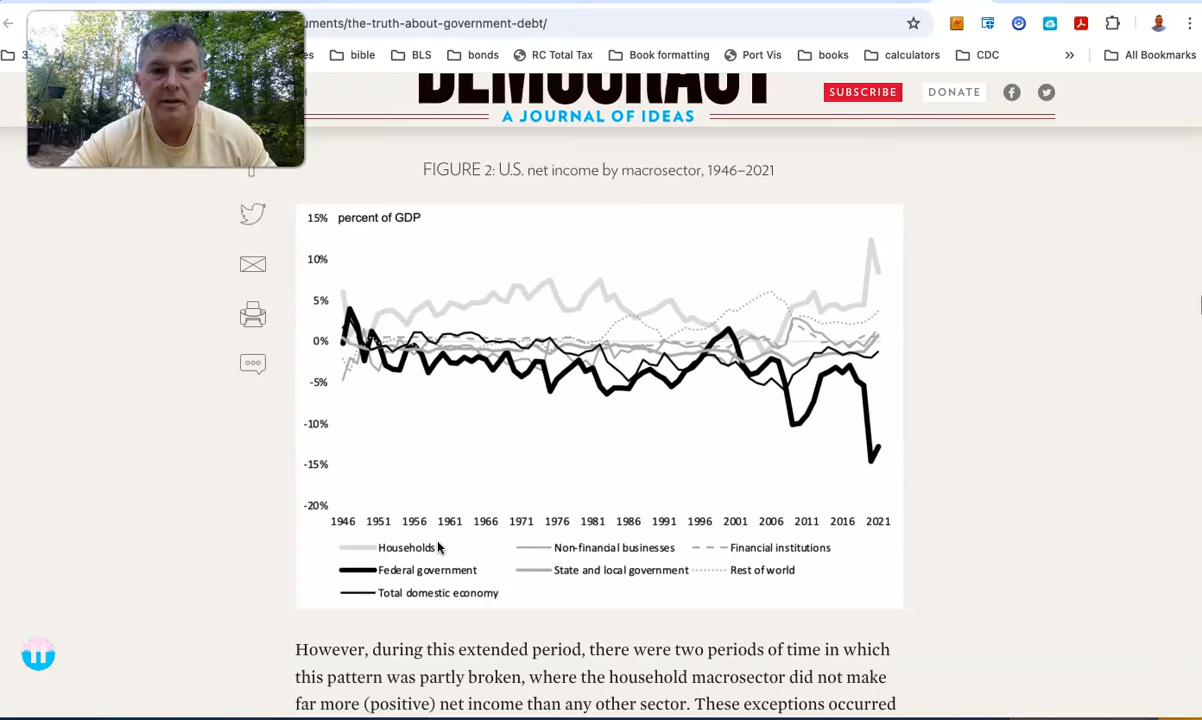 uments/the-truth-about-government-debt/
3. es bible BLS bonds RC Total Tax Book formatting Port Vis books calculators CDC » All Bookmarks
DEMOCRACY
A JOURNAL OF IDEAS
SUBSCRIBE DONATE
FIGURE 2: U.S. net income by macrosector, 1946–2021
15% percent of GDP
10%
5%
0%
-5%
-10%
-15%
-20%
1946 1951 1956 1961 1966 1971 1976 1981 1986 1991 1996 2001 2006 2011 2016 2021
Households Non-financial businesses Financial institutions
Federal government State and local government Rest of world
Total domestic economy
However, during this extended period, there were two periods of time in which
this pattern was partly broken, where the household macrosector did not make
far more (positive) net income than any other sector. These exceptions occurred